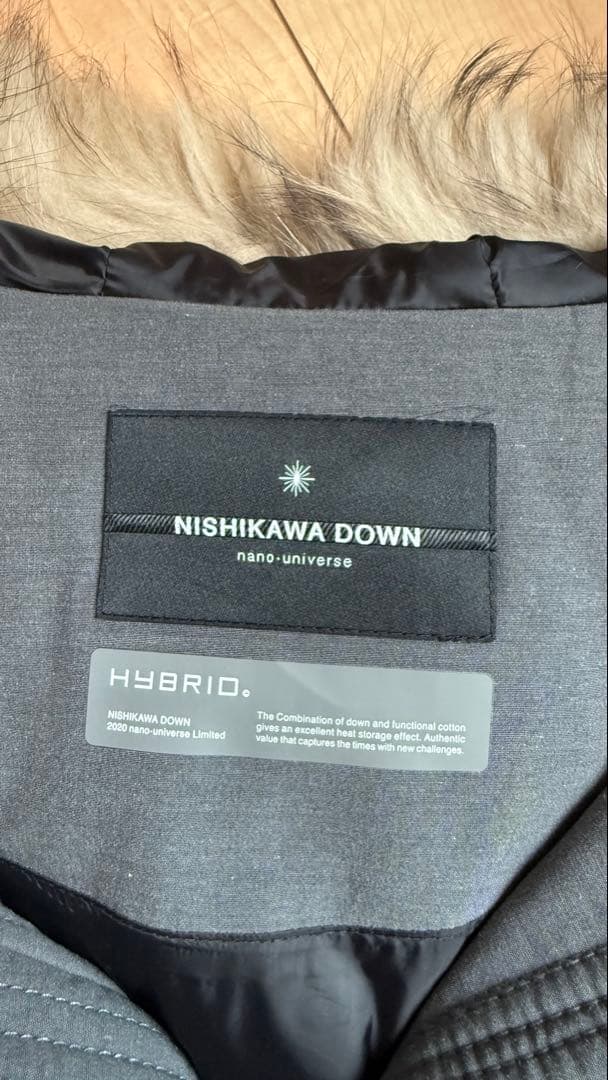 NISHIKAWA DOWN
nano·universe
HYBRID©
NISHIKAWA DOWN
2020 nano·universe Limited
The Combination of down and functional cotton
gives an excellent heat storage effect. Authentic
value that captures the times with new challenges.